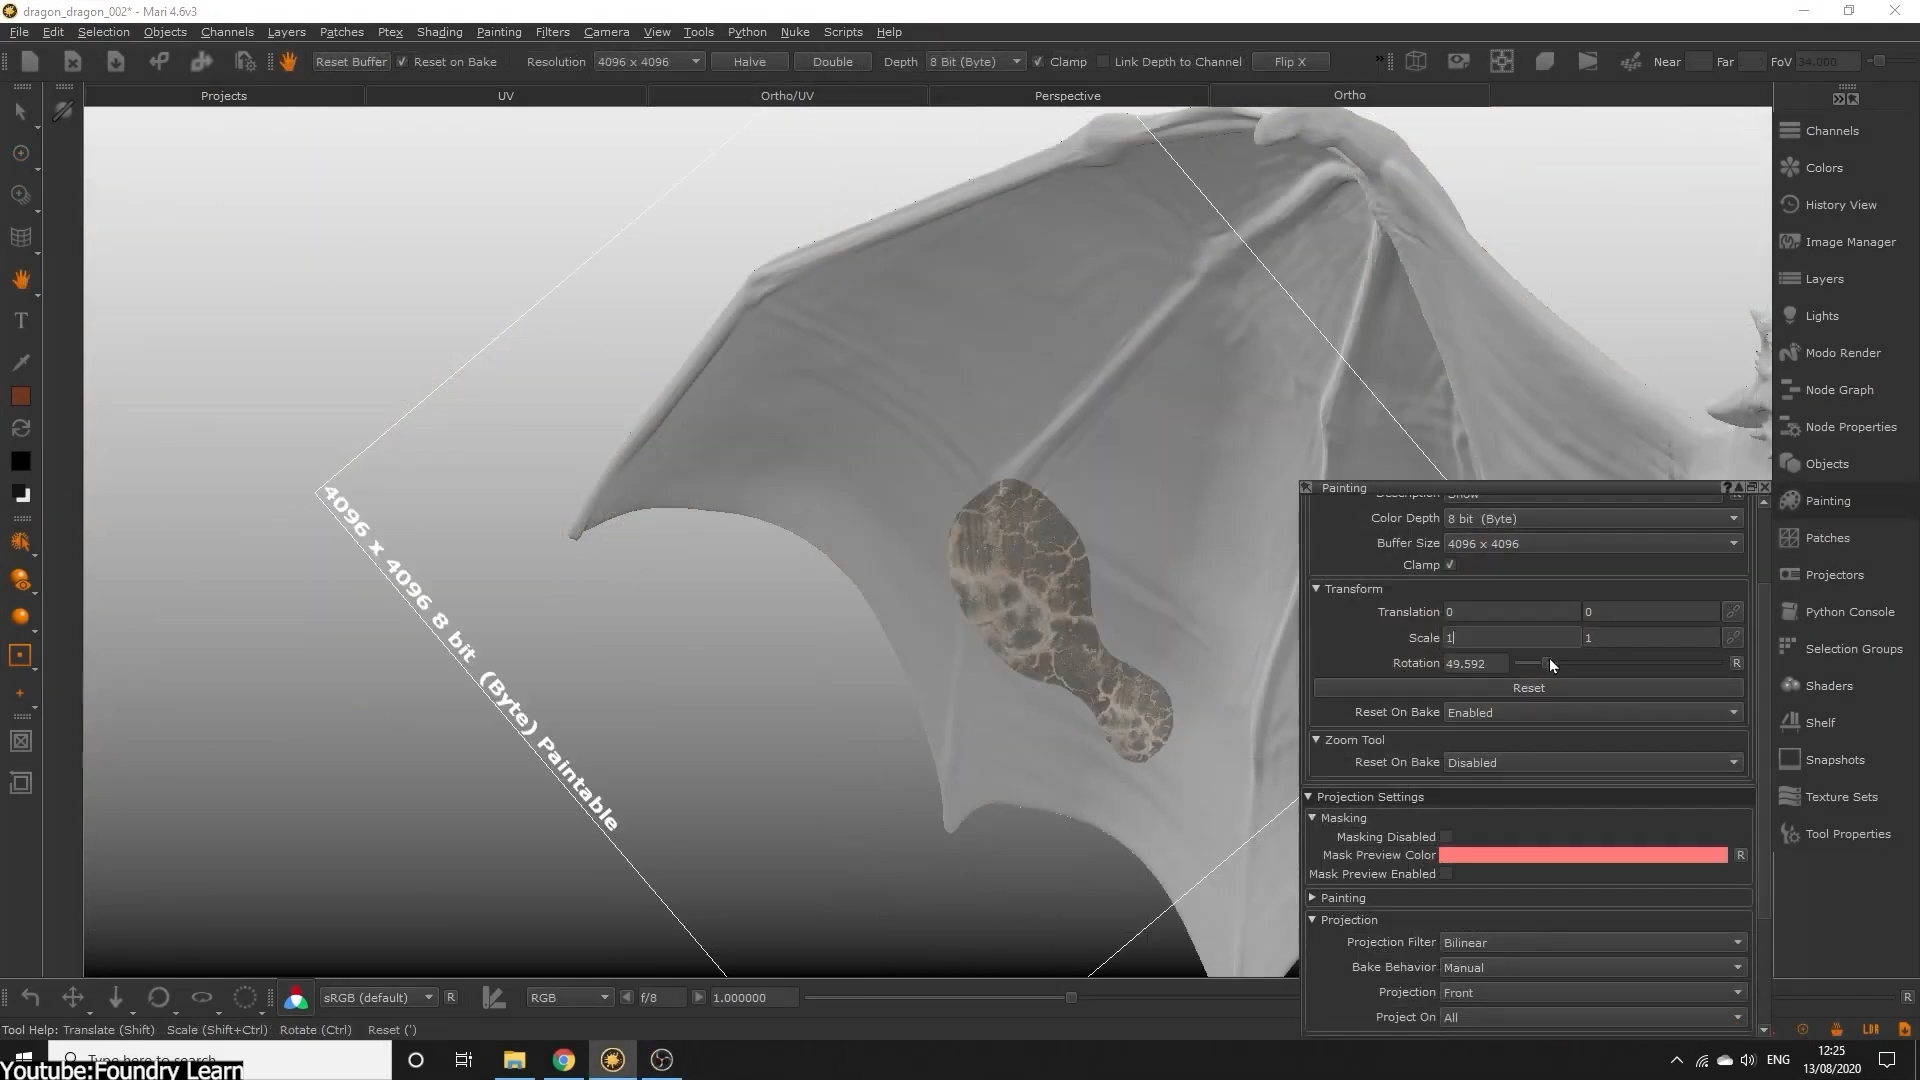 dragon_dragon_002* - Mari 4.6v3
File Edit Selection Objects Channels Layers Patches Ptex Shading Painting Filters Camera View Tools Python Nuke Scripts Help
Reset Buffer Reset on Bake Resolution 4096 x 4096 Halve Double Depth 8 Bit (Byte) Clamp Link Depth to Channel Flip X Near Far FoV 34.000
Projects UV Ortho/UV Perspective Ortho
Channels
Colors
History View
Image Manager
Layers
Lights
Modo Render
Node Graph
Node Properties
Objects
Painting
Patches
Projectors
Python Console
Selection Groups
Shaders
Shelf
Snapshots
Texture Sets
Tool Properties
4096 x 4096 8 bit (Byte) Paintable
Painting
Color Depth 8 bit (Byte)
Buffer Size 4096 x 4096
Clamp
Transform
Translation 0 0
Scale 1 1
Rotation 49.592 R
Reset
Reset On Bake Enabled
Zoom Tool
Reset On Bake Disabled
Projection Settings
Masking
Masking Disabled
Mask Preview Color R
Mask Preview Enabled
Painting
Projection
Projection Filter Bilinear
Bake Behavior Manual
Projection Front
Project On All
sRGB (default) R RGB f/8 1.000000 R
Tool Help: Translate (Shift) Scale (Shift+Ctrl) Rotate (Ctrl) Reset (') LDR
Type here to search
Youtube:Foundry Learn
ENG
12:25
13/08/2020